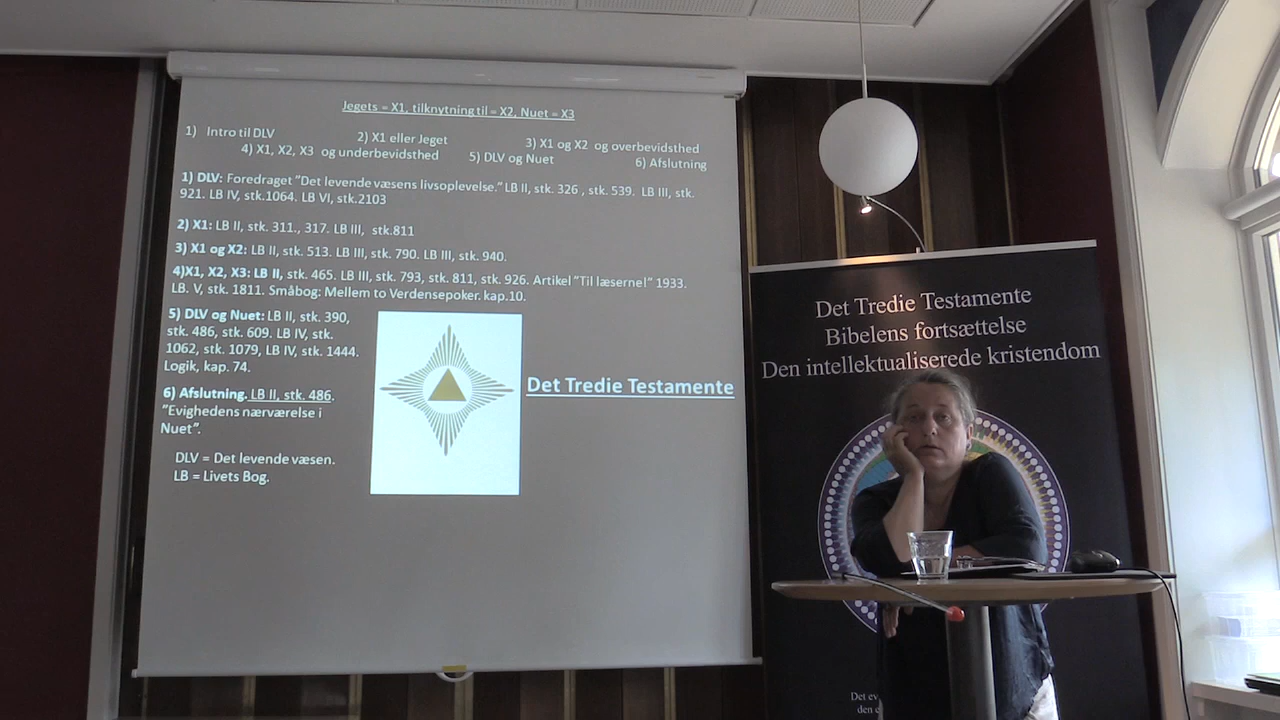 Jegets = X1, tilknytning til = X2, Nuet = X3
1) Intro til DLV 2) X1 eller Jeget 3) X1 og X2 og overbevidsthed
4) X1, X2, X3 og underbevidsthed 5) DLV og Nuet 6) Afslutning
1) DLV: Foredraget "Det levende væsens livsoplevelse." LB II, stk. 326 , stk. 539. LB III, stk.
921. LB IV, stk.1064. LB VI, stk.2103
2) X1: LB II, stk. 311., 317. LB III, stk.811
3) X1 og X2: LB II, stk. 513. LB III, stk. 790. LB III, stk. 940.
4)X1, X2, X3: LB II, stk. 465. LB III, stk. 793, stk. 811, stk. 926. Artikel "Til læserne!" 1933.
LB. V, stk. 1811. Småbog: Mellem to Verdensepoker. kap.10.
5) DLV og Nuet: LB II, stk. 390,
stk. 486, stk. 609. LB IV, stk.
1062, stk. 1079, LB IV, stk. 1444.
Logik, kap. 74.
6) Afslutning. LB II, stk. 486.
"Evighedens nærværelse i
Nuet".
DLV = Det levende væsen.
LB = Livets Bog.
Det Tredie Testamente
Det Tredie Testamente
Bibelens fortsættelse
Den intellektualiserede kristendom
Det ev
den